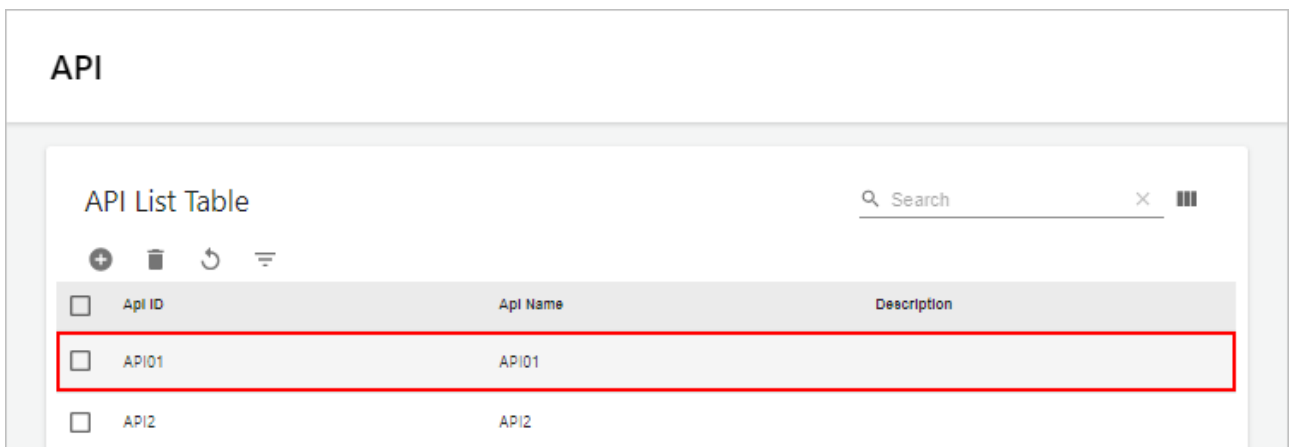 API
API List Table
Search
Api ID Api Name Description
API01 API01
API2 API2